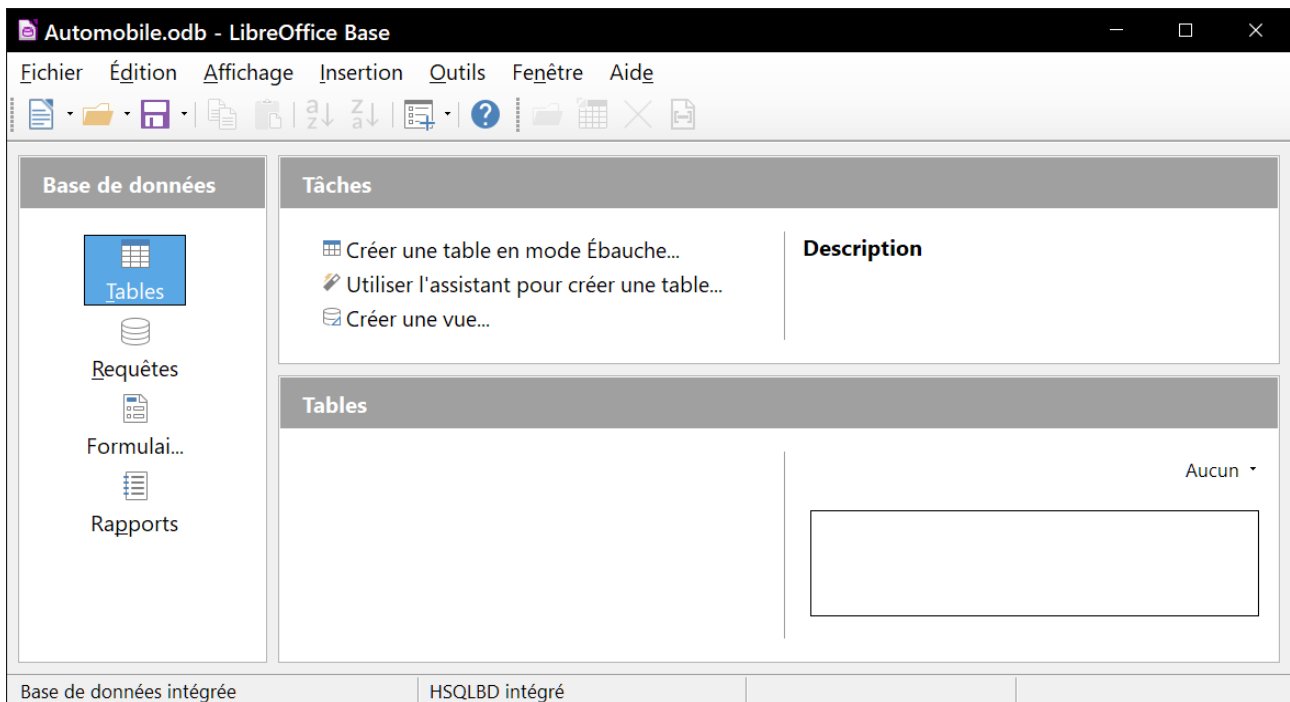 Automobile.odb - LibreOffice Base
Fichier Édition Affichage Insertion Outils Fenêtre Aide
Base de données
Tables
Requêtes
Formulai...
Rapports
Tâches
Créer une table en mode Ébauche...
Utiliser l'assistant pour créer une table...
Créer une vue...
Description
Tables
Aucun
Base de données intégrée
HSQLBD intégré